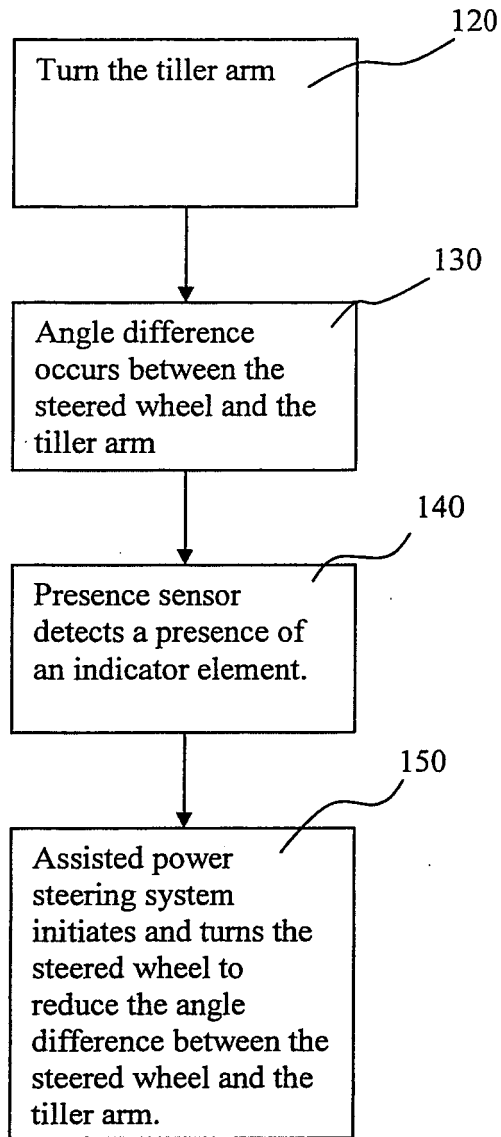 120
Turn the tiller arm
130
Angle difference
occurs between the
steered wheel and the
tiller arm
140
Presence sensor
detects a presence of
an indicator element.
150
Assisted power
steering system
initiates and turns the
steered wheel to
reduce the angle
difference between the
steered wheel and the
tiller arm.